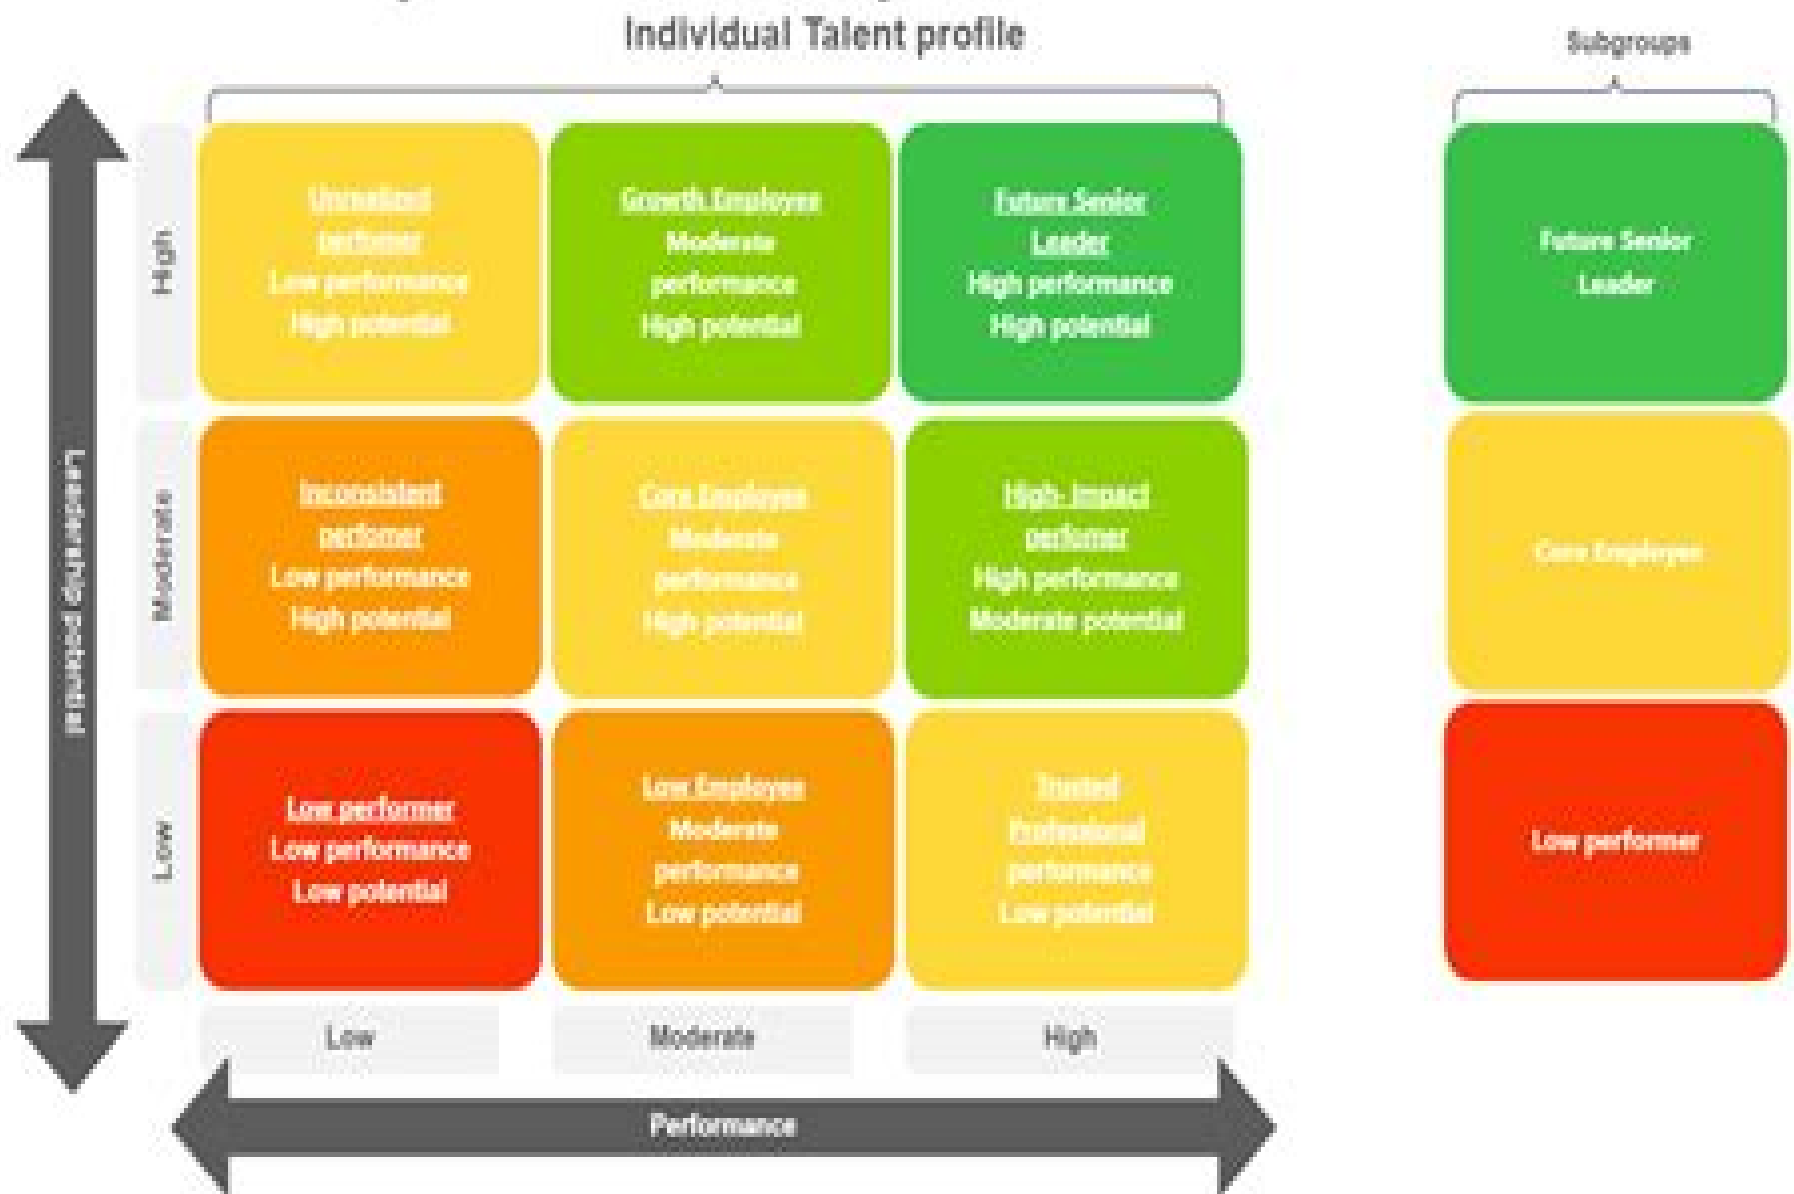 Individual Talent profile
Subgroups
High
Unrealized
perfomer
Low performance
High potential
Growth Employee
Moderate
performance
High potential
Future Senior
Leader
High performance
High potential
Future Senior
Leader
Leadership potential
Moderate
Inconsistent
perfomer
Low performance
High potential
Core Employee
Moderate
performance
High potential
High- Impact
perfomer
High performance
Moderate potential
Core Employee
Low
Low performer
Low performance
Low potential
Low Employee
Moderate
performance
Low potential
Trusted
Professional
performance
Low potential
Low performer
Low
Moderate
High
Performance